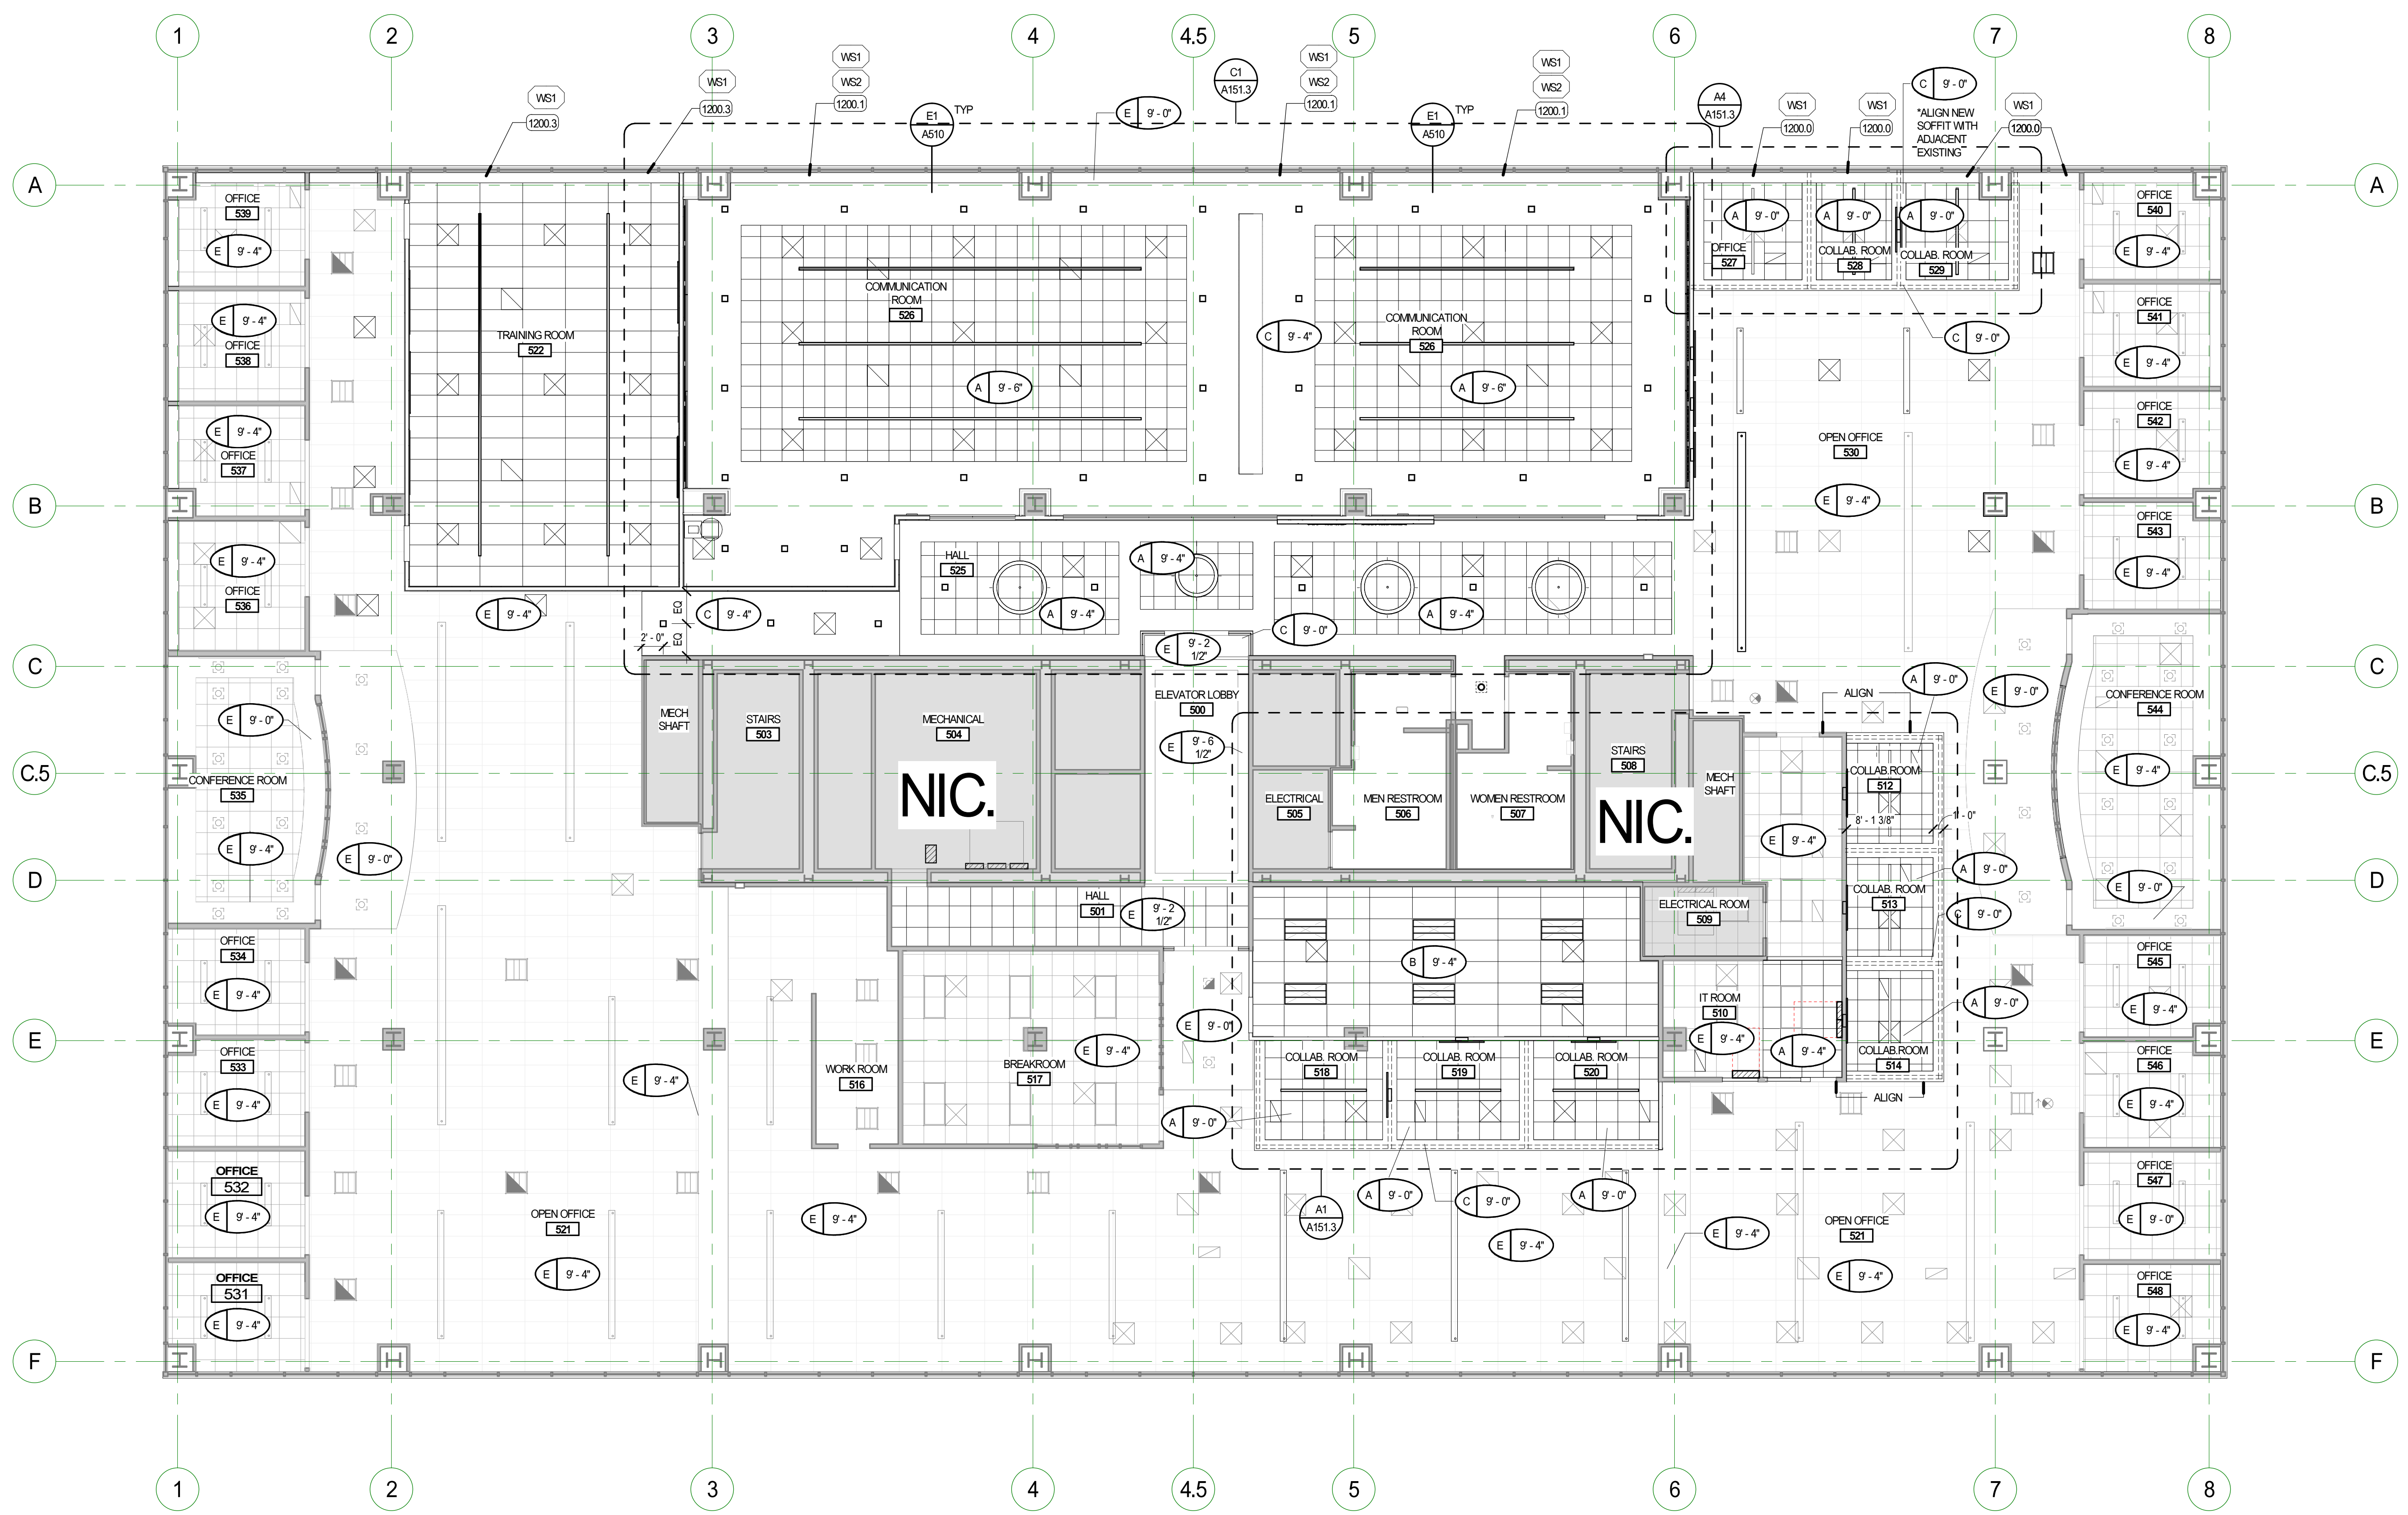 1 2 3 4 4.5 5 6 7 8
WS1
1200.3
WS1
1200.3
WS1
WS2
1200.1
E1
A510
TYP
E 9' - 0"
C1
A151.3
WS1
WS2
1200.1
E1
A510
TYP
WS1
WS2
1200.1
A4
A151.3
WS1
1200.0
WS1
1200.0
C 9' - 0"
"ALIGN NEW
SOFFIT WITH
ADJACENT
EXISTING
WS1
1200.0
A
A
OFFICE
539
E 9' - 4"
E 9' - 4"
OFFICE
538
E 9' - 4"
OFFICE
537
B
B
E 9' - 4"
OFFICE
536
TRAINING ROOM
522
COMMUNICATION
ROOM
526
A 9' - 6"
C 9' - 4"
COMMUNICATION
ROOM
526
A 9' - 6"
A 9' - 0"
OFFICE
527
A 9' - 0"
COLLAB. ROOM
528
A 9' - 0"
COLLAB. ROOM
529
C 9' - 0"
OPEN OFFICE
530
E 9' - 4"
OFFICE
540
E 9' - 4"
OFFICE
541
E 9' - 4"
OFFICE
542
E 9' - 4"
OFFICE
543
E 9' - 4"
E 9' - 4"
EQ
EQ
2' - 0"
C 9' - 4"
HALL
525
A 9' - 4"
A 9' - 4"
A 9' - 4"
C 9' - 0"
E 9' - 2
1/2"
C
C
E 9' - 0"
CONFERENCE ROOM
535
E 9' - 4"
E 9' - 0"
C.5
C.5
MECH
SHAFT
STAIRS
503
MECHANICAL
504
NIC.
ELEVATOR LOBBY
500
E 9' - 6
1/2"
ELECTRICAL
505
MEN RESTROOM
506
WOMEN RESTROOM
507
STAIRS
508
NIC.
MECH
SHAFT
E 9' - 4"
ALIGN
A 9' - 0"
COLLAB.ROOM
512
8' - 1 3/8"
1' - 0"
A 9' - 0"
COLLAB. ROOM
513
C 9' - 0"
A 9' - 0"
COLLAB.ROOM
514
ALIGN
E 9' - 0"
CONFERENCE ROOM
544
E 9' - 4"
E 9' - 0"
D
D
HALL
501
E 9' - 2
1/2"
B 9' - 4"
ELECTRICAL ROOM
509
IT ROOM
510
E 9' - 4"
A 9' - 4"
OFFICE
534
E 9' - 4"
OFFICE
545
E 9' - 4"
E
E
E 9' - 0"
OFFICE
533
E 9' - 4"
E 9' - 4"
WORK ROOM
516
BREAKROOM
517
E 9' - 4"
COLLAB. ROOM
518
COLLAB. ROOM
519
COLLAB. ROOM
520
A 9' - 0"
OFFICE
546
E 9' - 4"
OFFICE
532
E 9' - 4"
OPEN OFFICE
521
E 9' - 4"
E 9' - 4"
A1
A151.3
A 9' - 0"
C 9' - 0"
A 9' - 0"
E 9' - 4"
E 9' - 4"
OPEN OFFICE
521
E 9' - 4"
OFFICE
547
E 9' - 0"
OFFICE
531
E 9' - 4"
OFFICE
548
E 9' - 4"
F
F
1 2 3 4 4.5 5 6 7 8